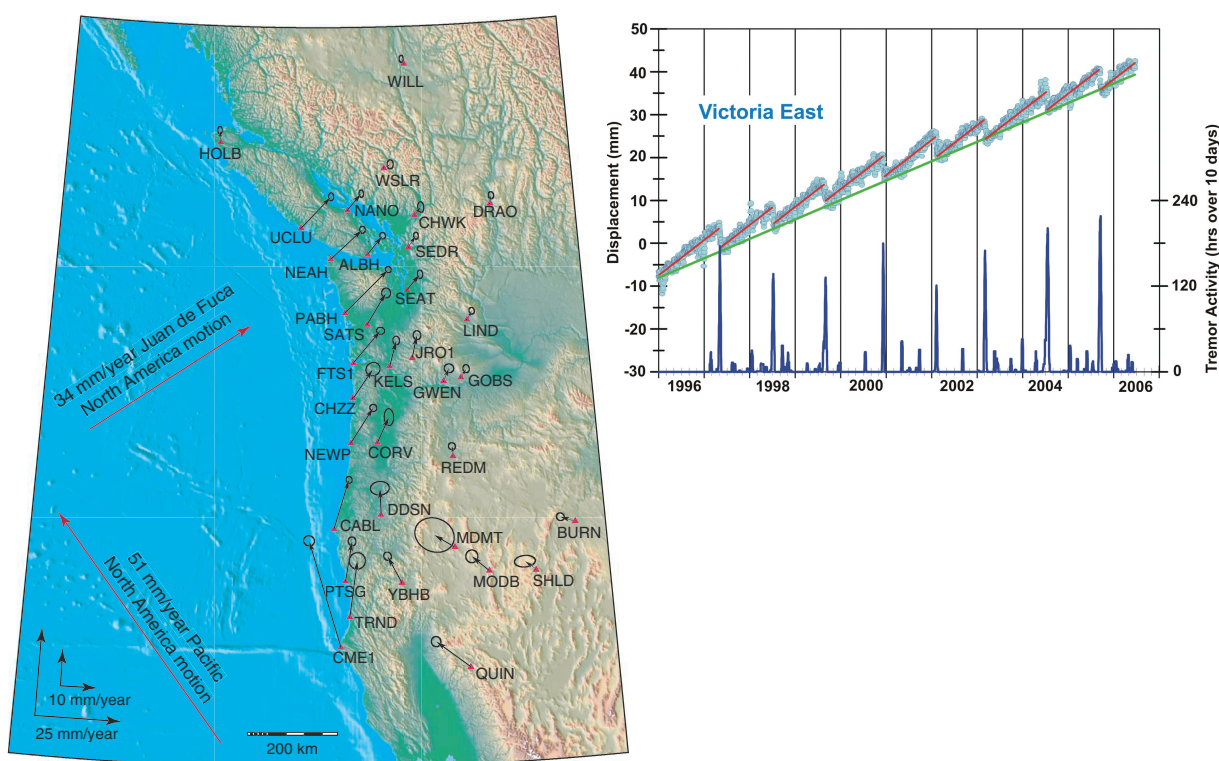 WILL
HOLB
WSLR
NANO
DRAO
CHWK
UCLU
SEDR
ALBH
NEAH
SEAT
PABH
SATS
LIND
JRO1
FTS1
KELS
GOBS
GWEN
CHZZ
NEWP
CORV
REDM
DDSN
CABL
BURN
MDMT
MODB
SHLD
PTSG
YBHB
TRND
CME1
QUIN
34 mm/year Juan de Fuca
North America motion
51 mm/year Pacific
North America motion
10 mm/year
25 mm/year
200 km
Victoria East
Displacement (mm)
50
40
30
20
10
0
-10
-20
-30
1996
1998
2000
2002
2004
2006
240
120
0
Tremor Activity (hrs over 10 days)